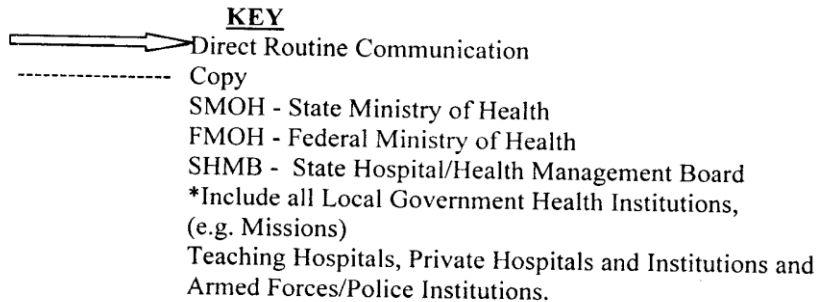 KEY
Direct Routine Communication
Copy
SMOH - State Ministry of Health
FMOH - Federal Ministry of Health
SHMB - State Hospital/Health Management Board
*Include all Local Government Health Institutions,
(e.g. Missions)
Teaching Hospitals, Private Hospitals and Institutions and
Armed Forces/Police Institutions.